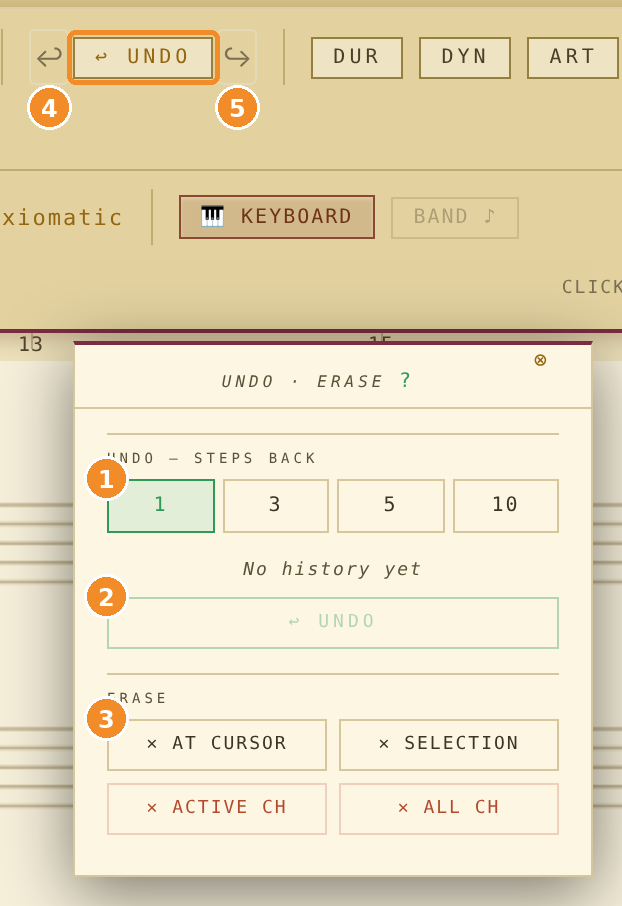 ↩ UNDO
DUR
DYN
ART
4
5
xiomatic
KEYBOARD
BAND ♪
CLICK
13
15
UNDO · ERASE ?
UNDO — STEPS BACK
1
1
3
5
10
No history yet
2
↩ UNDO
ERASE
3
× AT CURSOR
× SELECTION
× ACTIVE CH
× ALL CH